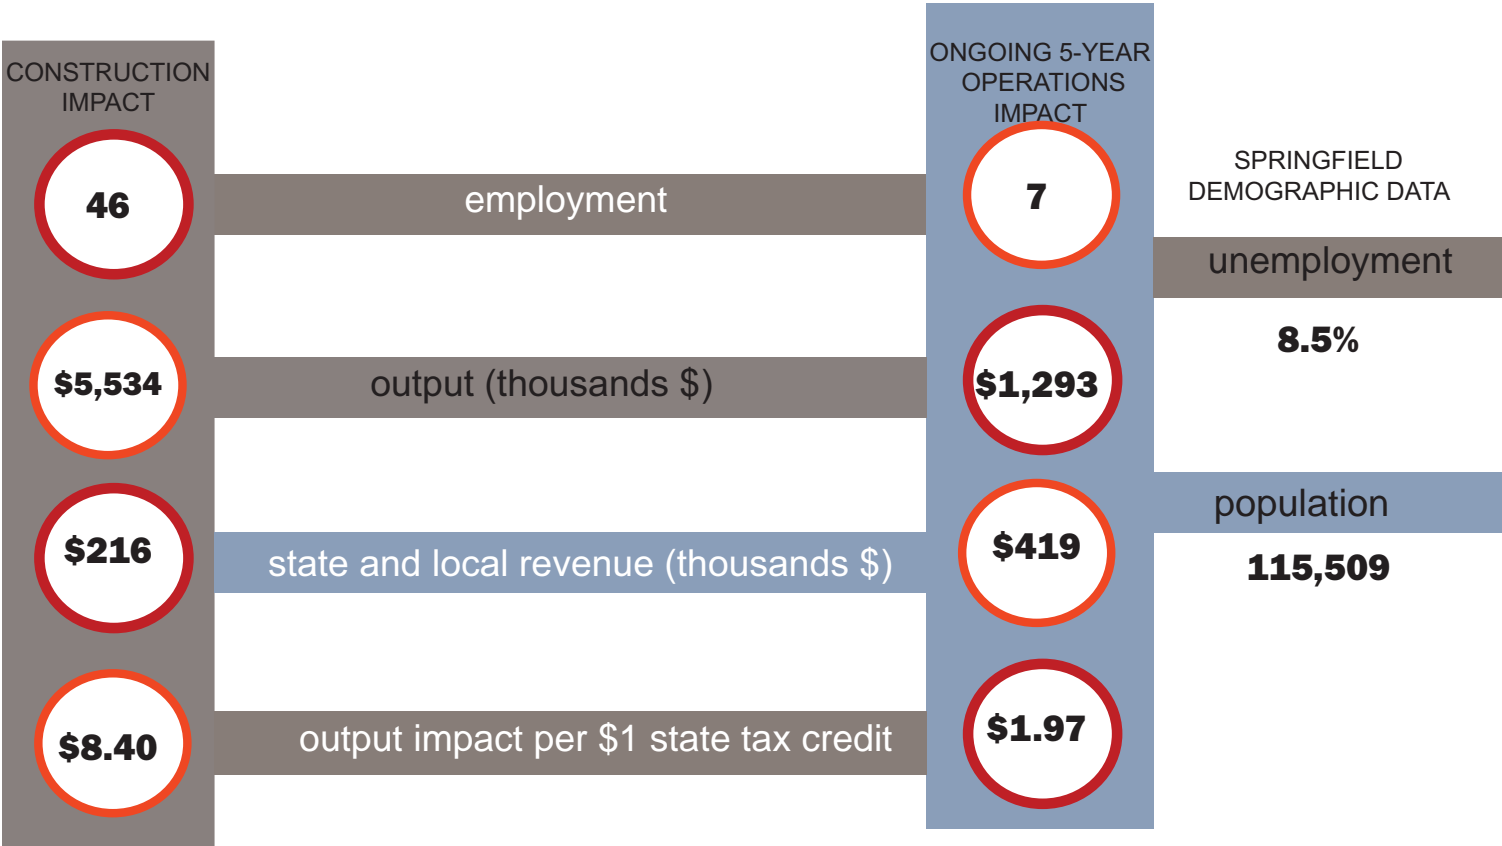 CONSTRUCTION
IMPACT
ONGOING 5-YEAR
OPERATIONS
IMPACT
46
employment
7
$5,534
output (thousands $)
$1,293
$216
state and local revenue (thousands $)
$419
$8.40
output impact per $1 state tax credit
$1.97
SPRINGFIELD
DEMOGRAPHIC DATA
unemployment
8.5%
population
115,509